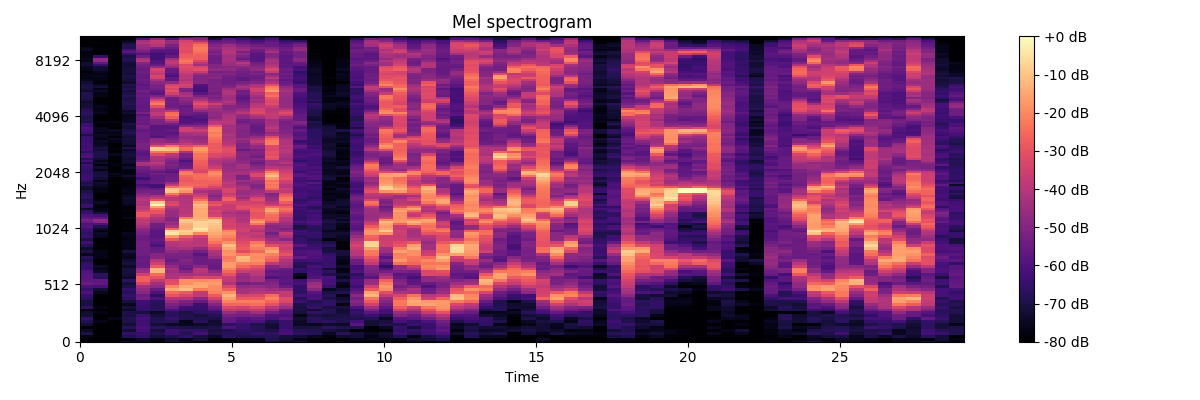 Mel spectrogram
Hz
8192
4096
2048
1024
512
0
0 5 10 15 20 25
Time
+0 dB
-10 dB
-20 dB
-30 dB
-40 dB
-50 dB
-60 dB
-70 dB
-80 dB